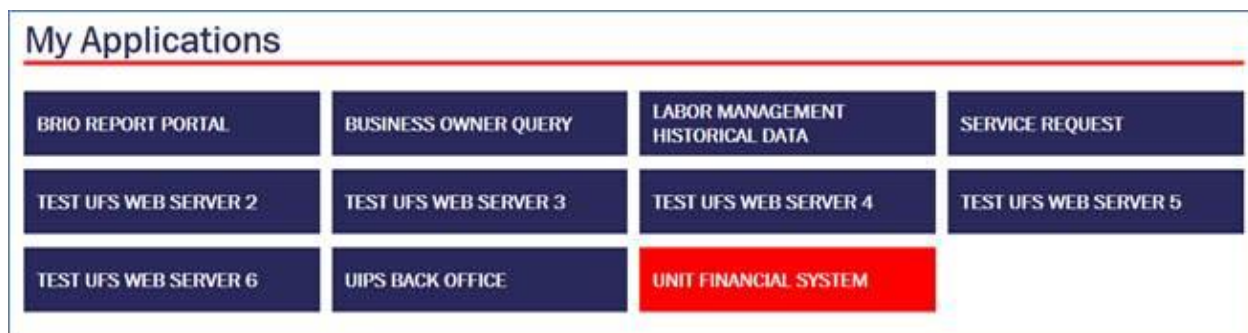 My Applications
BRIO REPORT PORTAL
BUSINESS OWNER QUERY
LABOR MANAGEMENT
HISTORICAL DATA
SERVICE REQUEST
TEST UFS WEB SERVER 2
TEST UFS WEB SERVER 3
TEST UFS WEB SERVER 4
TEST UFS WEB SERVER 5
TEST UFS WEB SERVER 6
UIPS BACK OFFICE
UNIT FINANCIAL SYSTEM